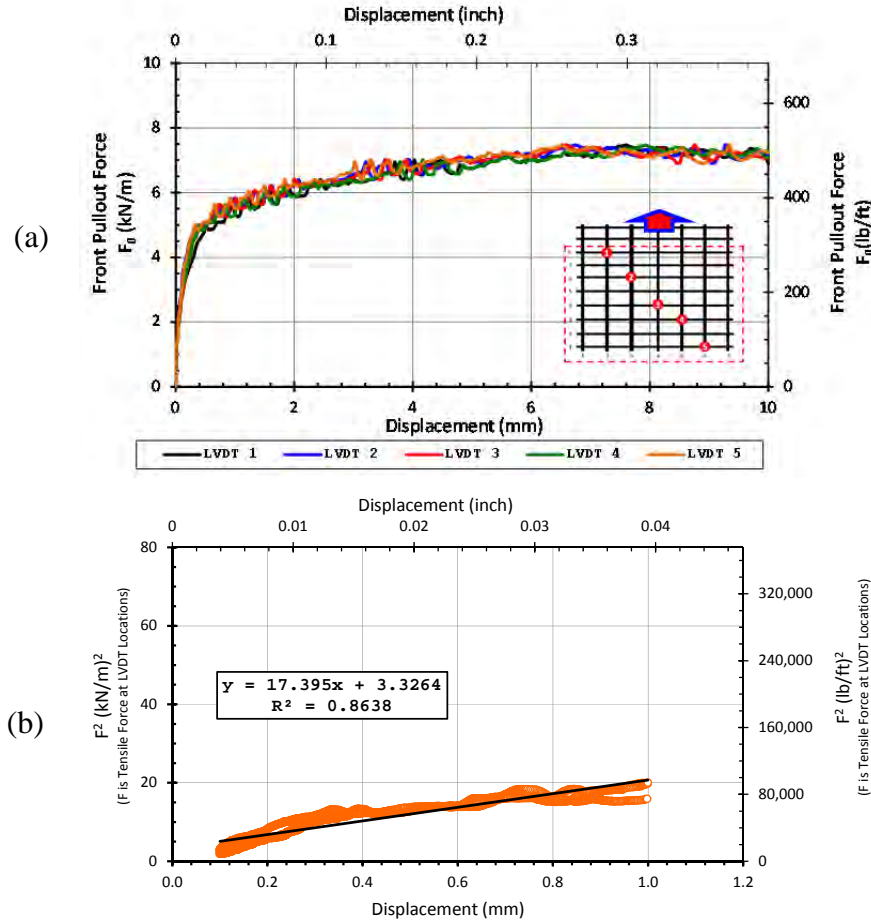 Displacement (inch)
0 0.1 0.2 0.3
10
8
6
4
2
0
Front Pullout Force
F0 (kN/m)
600
400
200
0
Front Pullout Force
F0(lb/ft)
(a)
1
2
3
4
5
0 2 4 6 8 10
Displacement (mm)
LVDT 1 LVDT 2 LVDT 3 LVDT 4 LVDT 5
Displacement (inch)
0 0.01 0.02 0.03 0.04
80
60
40
20
0
F² (kN/m)²
(F is Tensile Force at LVDT Locations)
320,000
240,000
160,000
80,000
0
F² (lb/ft)²
(F is Tensile Force at LVDT Locations)
y = 17.395x + 3.3264
R² = 0.8638
(b)
0.0 0.2 0.4 0.6 0.8 1.0 1.2
Displacement (mm)